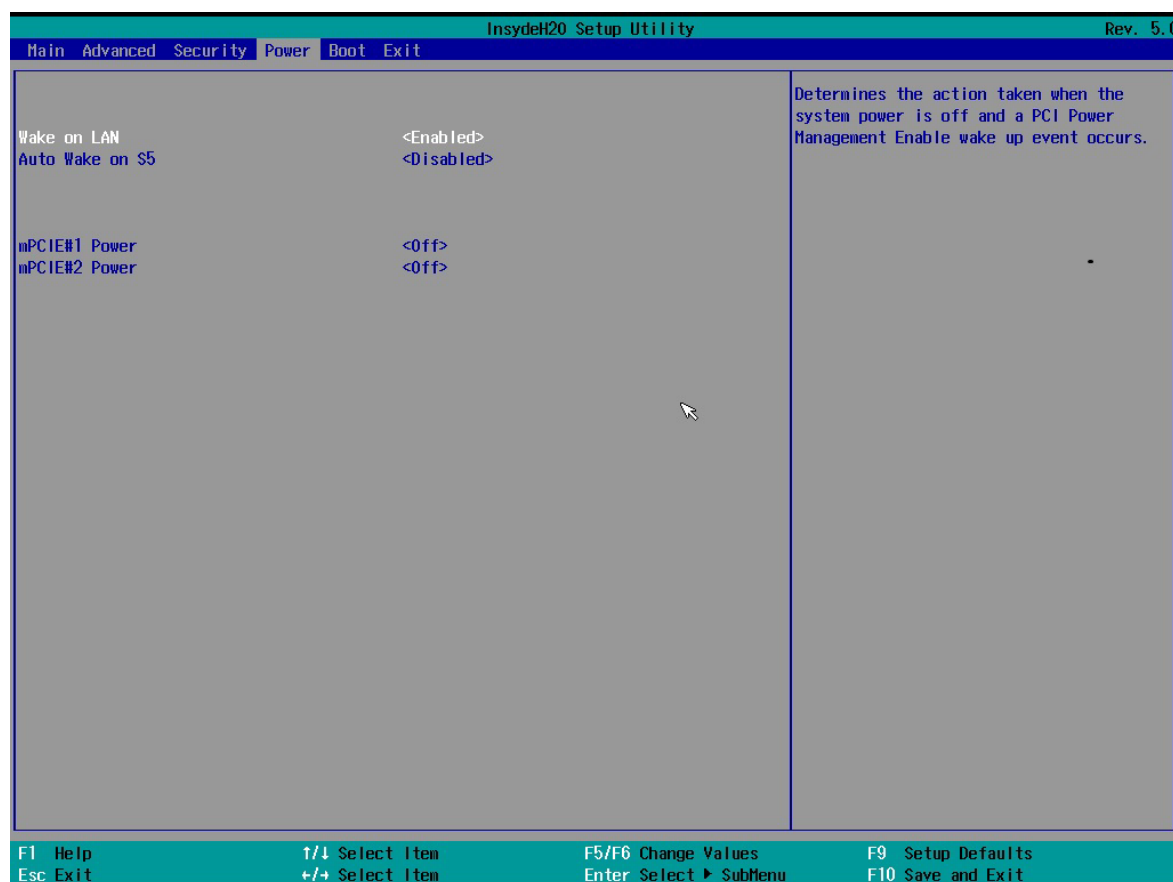 InsydeH20 Setup Utility Rev. 5.0
Main Advanced Security Power Boot Exit
Wake on LAN <Enabled>
Auto Wake on S5 <Disabled>
mPCIE#1 Power <Off>
mPCIE#2 Power <Off>
Determines the action taken when the
system power is off and a PCI Power
Management Enable wake up event occurs.
F1 Help ↑/↓ Select Item F5/F6 Change Values F9 Setup Defaults
Esc Exit ←/→ Select Item Enter Select ▶ SubMenu F10 Save and Exit